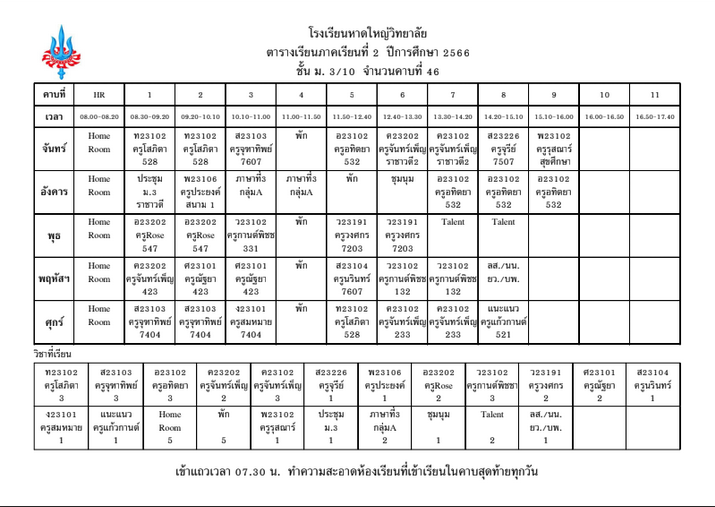 โรงเรียนหาดใหญ่วิทยาลัย
ตารางเรียนภาคเรียนที่ 2 ปีการศึกษา 2566
ชั้น ม. 3/10 จำนวนคาบที่ 46
คาบที่ HR 1 2 3 4 5 6 7 8 9 10 11
เวลา 08.00-08.20 08.30-09.20 09.20-10.10 10.10-11.00 11.00-11.50 11.50-12.40 12.40-13.30 13.30-14.20 14.20-15.10 15.10-16.00 16.00-16.50 16.50-17.40
จันทร์ Home Room ท23102 ครูโสภิตา 528 ท23102 ครูโสภิตา 528 ส23103 ครูจุฑาทิพย์ 7607 พัก อ23102 ครูอทิตยา 532 ค23202 ครูจันทร์เพ็ญ ราชาวดี2 ค23102 ครูจันทร์เพ็ญ ราชาวดี2 ส23226 ครูจุรีย์ 7507 พ23102 ครูรุสณาร์ สุขศึกษา
อังคาร Home Room ประชุม ม.3 ราชาวดี พ23106 ครูประยงค์ สนาม 1 ภาษาที่3 กลุ่มA ภาษาที่3 กลุ่มA พัก ชุมนุม อ23102 ครูอทิตยา 532 อ23102 ครูอทิตยา 532 อ23102 ครูอทิตยา 532
พุธ Home Room อ23202 ครูRose 547 อ23202 ครูRose 547 ว23102 ครูกานต์พิชช 331 พัก ว23191 ครูวงศกร 7203 ว23191 ครูวงศกร 7203 Talent Talent
พฤหัสฯ Home Room ค23202 ครูจันทร์เพ็ญ 423 ศ23101 ครูณัฐยา 423 ศ23101 ครูณัฐยา 423 พัก ส23104 ครูนรินทร์ 7607 ว23102 ครูกานต์พิชช 132 ว23102 ครูกานต์พิชช 132 ลส./นน. ยว./บพ.
ศุกร์ Home Room ส23103 ครูจุฑาทิพย์ 7404 ส23103 ครูจุฑาทิพย์ 7404 ง23101 ครูสมหมาย 7404 พัก ท23102 ครูโสภิตา 528 ค23102 ครูจันทร์เพ็ญ 233 ค23102 ครูจันทร์เพ็ญ 233 แนะแนว ครูแก้วกานต์ 521
วิชาที่เรียน
ท23102 ส23103 อ23102 ค23202 ค23102 ส23226 พ23106 อ23202 ว23102 ว23191 ศ23101 ส23104
ครูโสภิตา ครูจุฑาทิพย์ ครูอทิตยา ครูจันทร์เพ็ญ ครูจันทร์เพ็ญ ครูจุรีย์ ครูประยงค์ ครูRose ครูกานต์พิชชา ครูวงศกร ครูณัฐยา ครูนรินทร์
3 3 3 2 3 1 1 2 3 2 2 1
ง23101 แนะแนว Home พัก พ23102 ประชุม ภาษาที่3 ชุมนุม Talent ลส./นน.
ครูสมหมาย ครูแก้วกานต์ Room ครูรุสณาร์ ม.3 กลุ่มA ยว./บพ.
1 1 5 5 1 1 2 1 2 1
เข้าแถวเวลา 07.30 น. ทำความสะอาดห้องเรียนที่เข้าเรียนในคาบสุดท้ายทุกวัน